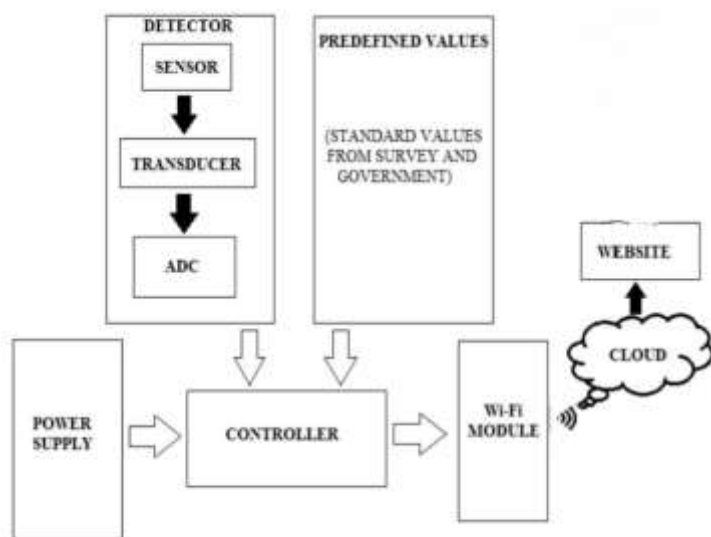 DETECTOR
SENSOR
TRANSDUCER
ADC
PREDEFINED VALUES
(STANDARD VALUES
FROM SURVEY AND
GOVERNMENT)
WEBSITE
CLOUD
POWER
SUPPLY
CONTROLLER
Wi-Fi
MODULE